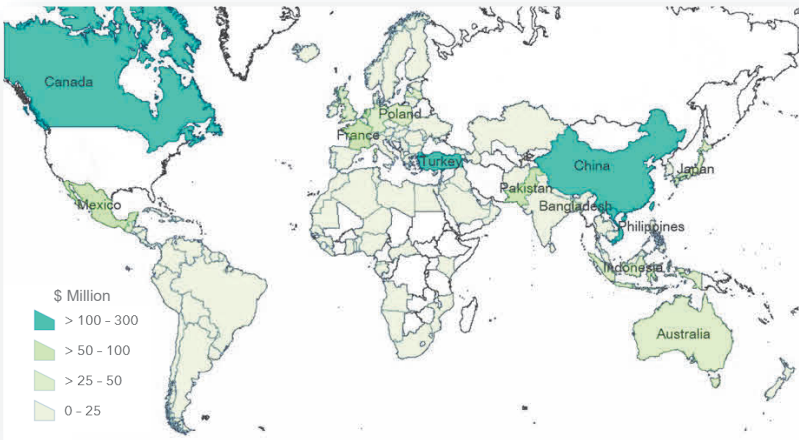 Canada
Poland
France
Turkey
China
Japan
Pakistan
Mexico
Bangladesh
Philippines
Indonesia
$ Million
> 100 – 300
Australia
> 50 – 100
> 25 – 50
0 – 25